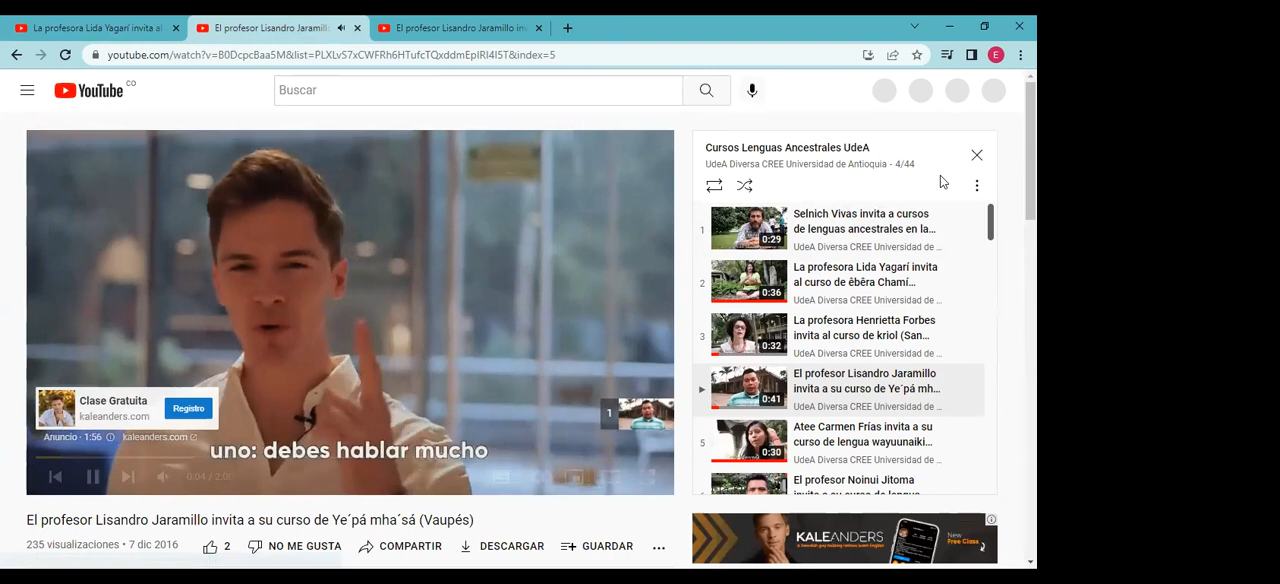 La profesora Lida Yagarí invita al
El profesor Lisandro Jaramill
El profesor Lisandro Jaramillo inv
youtube.com/watch?v=B0DcpcBaa5M&list=PLXLvS7xCWFRh6HTufcTQxddmEpIRI4I5T&index=5
E
YouTube CO
Buscar
Cursos Lenguas Ancestrales UdeA
UdeA Diversa CREE Universidad de Antioquia - 4/44
1
Selnich Vivas invita a cursos
de lenguas ancestrales en la...
0:29
UdeA Diversa CREE Universidad de ...
2
La profesora Lida Yagarí invita
al curso de êbêra Chamí...
0:36
UdeA Diversa CREE Universidad de ...
3
La profesora Henrietta Forbes
invita al curso de kriol (San...
0:32
UdeA Diversa CREE Universidad de ...
El profesor Lisandro Jaramillo
invita a su curso de Ye´pá mh...
0:41
UdeA Diversa CREE Universidad de ...
5
Atee Carmen Frías invita a su
curso de lengua wayuunaiki...
0:30
UdeA Diversa CREE Universidad de ...
El profesor Noinui Jitoma
invita a su curso de lengua
Clase Gratuita
kaleanders.com
Registro
1
Anuncio · 1:56 kaleanders.com
uno: debes hablar mucho
0:04 / 2:00
El profesor Lisandro Jaramillo invita a su curso de Ye´pá mha´sá (Vaupés)
235 visualizaciones • 7 dic 2016
2
NO ME GUSTA
COMPARTIR
DESCARGAR
GUARDAR
KALEANDERS
New
Free Class